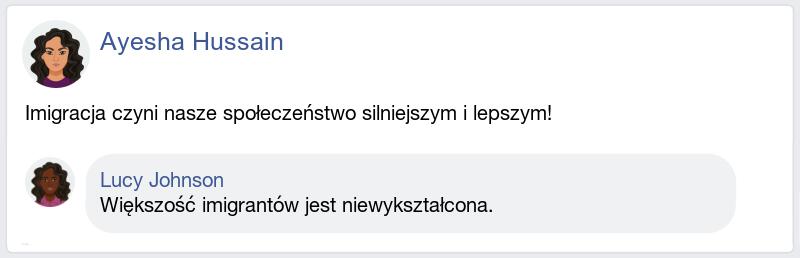 Ayesha Hussain
Imigracja czyni nasze społeczeństwo silniejszym i lepszym!
Lucy Johnson
Większość imigrantów jest niewykształcona.